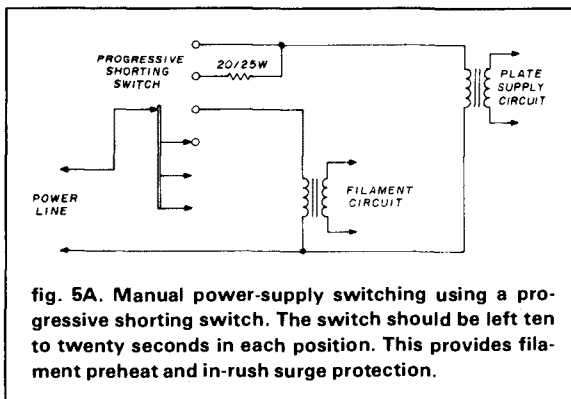 PROGRESSIVE
SHORTING
SWITCH
20/25W
PLATE
SUPPLY
CIRCUIT
POWER
LINE
FILAMENT
CIRCUIT
fig. 5A. Manual power-supply switching using a pro-
gressive shorting switch. The switch should be left ten
to twenty seconds in each position. This provides fila-
ment preheat and in-rush surge protection.